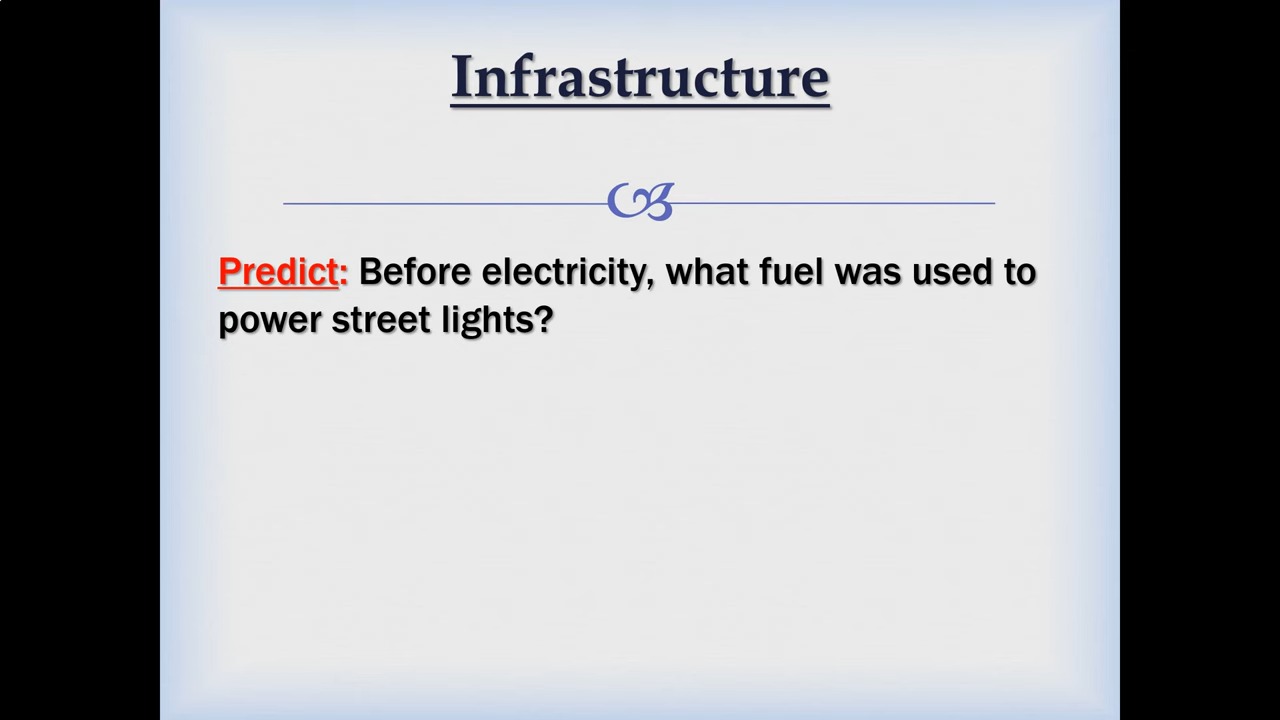 Infrastructure
Predict: Before electricity, what fuel was used to
power street lights?